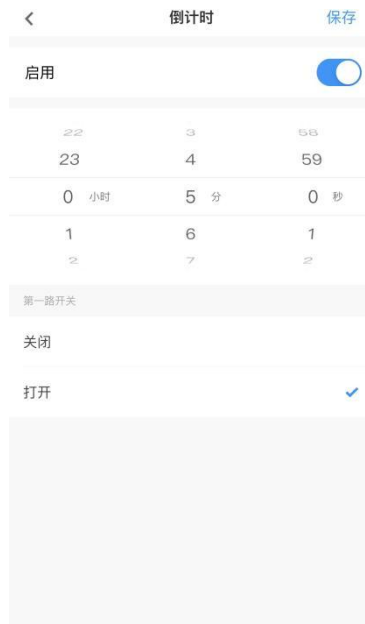 倒计时 保存
启用
22 3 58
23 4 59
0 小时 5 分 0 秒
1 6 1
2 7 2
第一路开关
关闭
打开